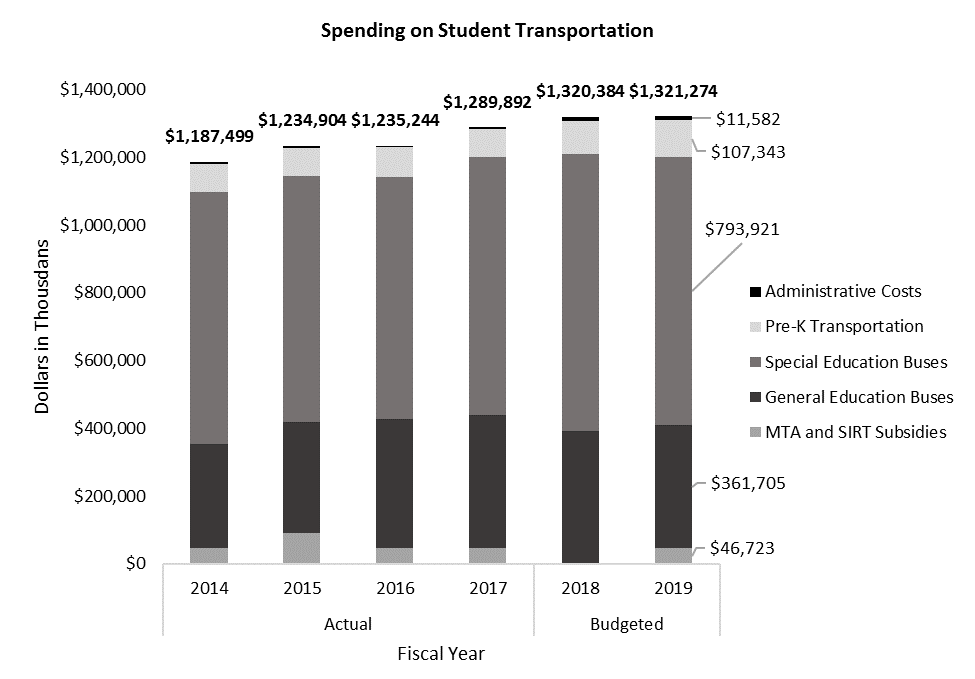 Spending on Student Transportation
$1,400,000
$1,200,000
$1,000,000
$800,000
$600,000
$400,000
$200,000
$0
Dollars in Thousdans
$1,187,499
$1,234,904
$1,235,244
$1,289,892
$1,320,384
$1,321,274
$11,582
$107,343
$793,921
$361,705
$46,723
Administrative Costs
Pre-K Transportation
Special Education Buses
General Education Buses
MTA and SIRT Subsidies
2014
2015
2016
2017
2018
2019
Actual
Budgeted
Fiscal Year